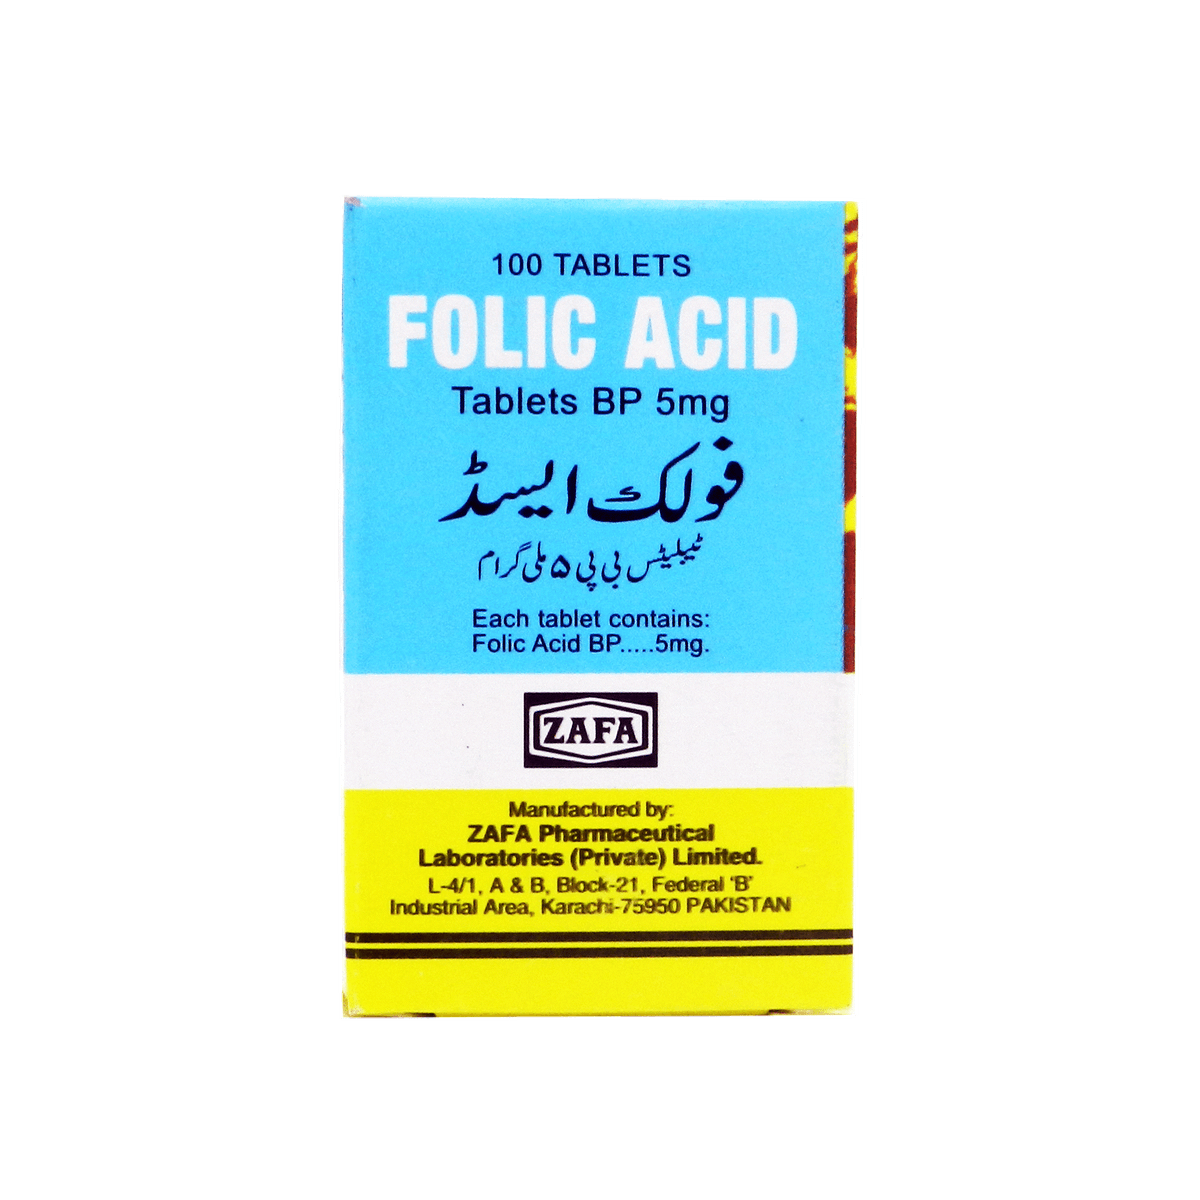 100 TABLETS
FOLIC ACID
Tablets BP 5mg
فولک ایسڈ
ٹیبلیٹس بی پی ۵ ملی گرام
Each tablet contains:
Folic Acid BP.....5mg.
ZAFA
Manufactured by:
ZAFA Pharmaceutical
Laboratories (Private) Limited.
L-4/1, A & B, Block-21, Federal 'B'
Industrial Area, Karachi-75950 PAKISTAN